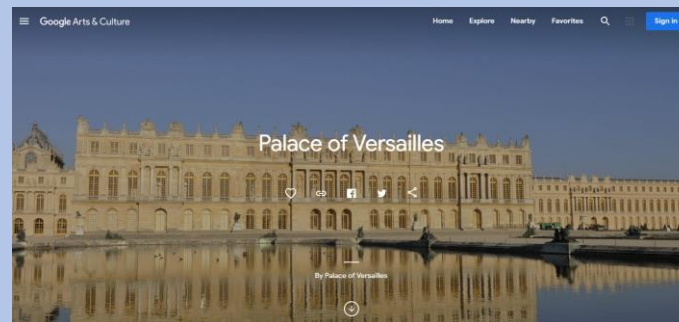 Google Arts & Culture
Home Explore Nearby Favorites
Sign in
Palace of Versailles
By Palace of Versailles